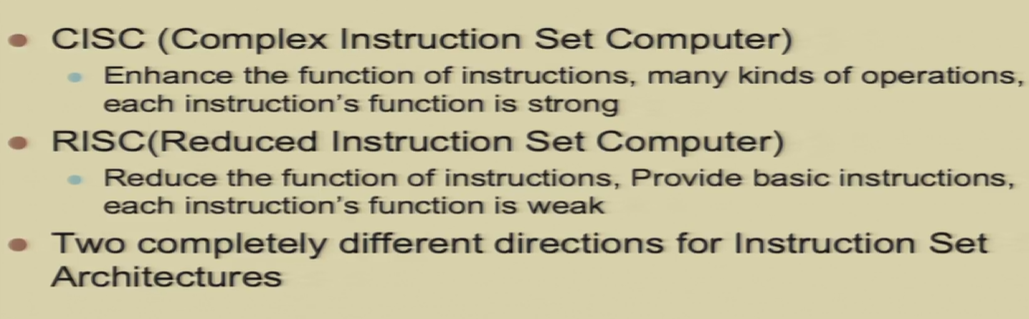 CISC (Complex Instruction Set Computer)
Enhance the function of instructions, many kinds of operations,
each instruction's function is strong
RISC(Reduced Instruction Set Computer)
Reduce the function of instructions, Provide basic instructions,
each instruction's function is weak
Two completely different directions for Instruction Set
Architectures